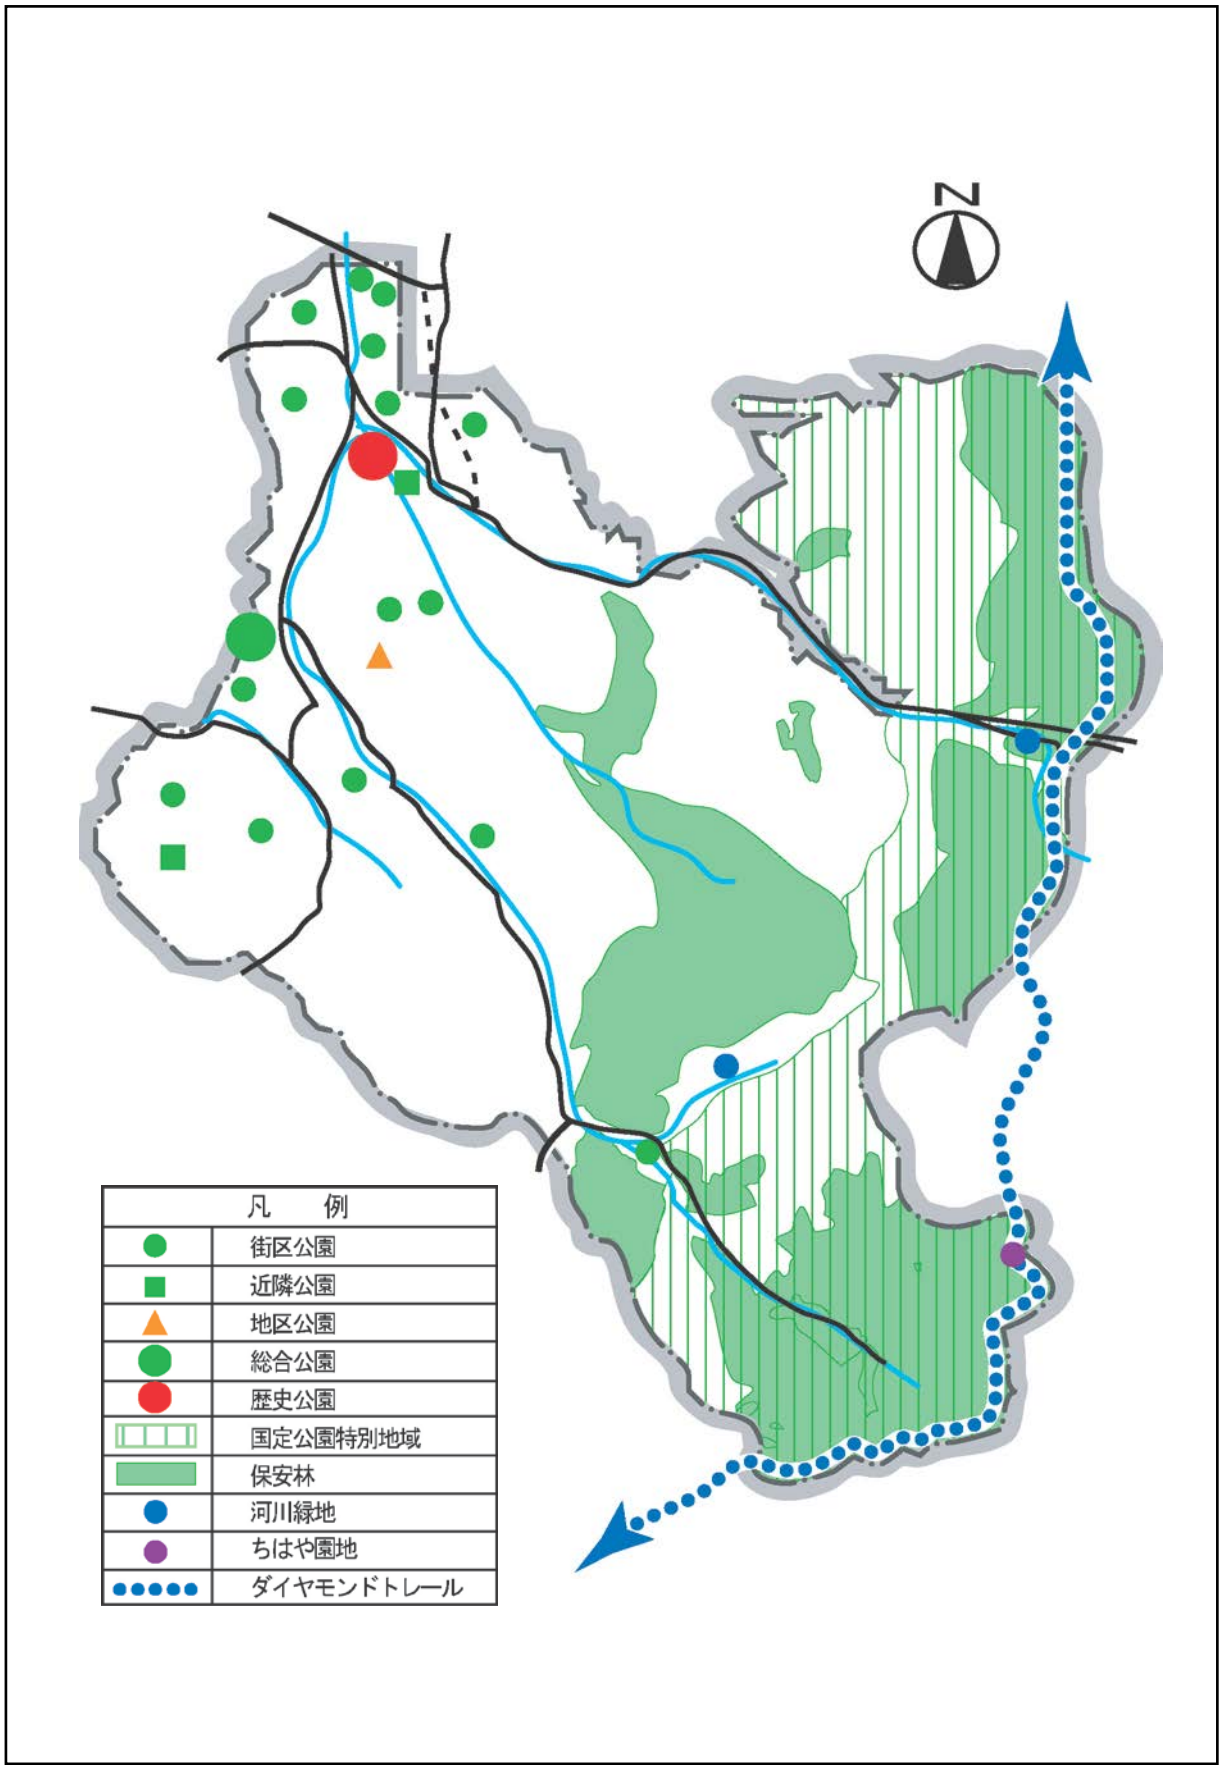 N
凡 例
街区公園
近隣公園
地区公園
総合公園
歴史公園
国定公園特別地域
保安林
河川緑地
ちはや園地
ダイヤモンドトレール